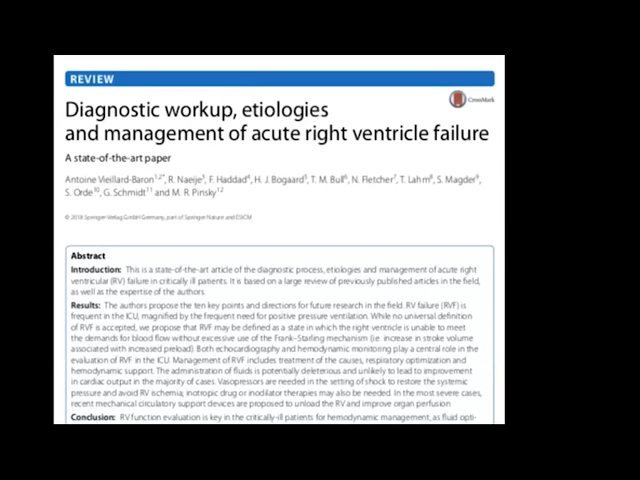 REVIEW
CrossMark
Diagnostic workup, etiologies
and management of acute right ventricle failure
A state-of-the-art paper
Antoine Vieillard-Baron1,2*, R. Naeije3, F. Haddad4, H. J. Bogaard5, T. M. Bull6, N. Fletcher7, T. Lahm8, S. Magder9,
S. Orde10, G. Schmidt11 and M. R. Pinsky12
© 2018 Springer-Verlag GmbH Germany, part of Springer Nature and ESICM
Abstract
Introduction: This is a state-of-the-art article of the diagnostic process, etiologies and management of acute right
ventricular (RV) failure in critically ill patients. It is based on a large review of previously published articles in the field,
as well as the expertise of the authors.
Results: The authors propose the ten key points and directions for future research in the field. RV failure (RVF) is
frequent in the ICU, magnified by the frequent need for positive pressure ventilation. While no universal definition
of RVF is accepted, we propose that RVF may be defined as a state in which the right ventricle is unable to meet
the demands for blood flow without excessive use of the Frank–Starling mechanism (i.e. increase in stroke volume
associated with increased preload). Both echocardiography and hemodynamic monitoring play a central role in the
evaluation of RVF in the ICU. Management of RVF includes treatment of the causes, respiratory optimization and
hemodynamic support. The administration of fluids is potentially deleterious and unlikely to lead to improvement
in cardiac output in the majority of cases. Vasopressors are needed in the setting of shock to restore the systemic
pressure and avoid RV ischemia; inotropic drug or inodilator therapies may also be needed. In the most severe cases,
recent mechanical circulatory support devices are proposed to unload the RV and improve organ perfusion
Conclusion: RV function evaluation is key in the critically-ill patients for hemodynamic management, as fluid opti-